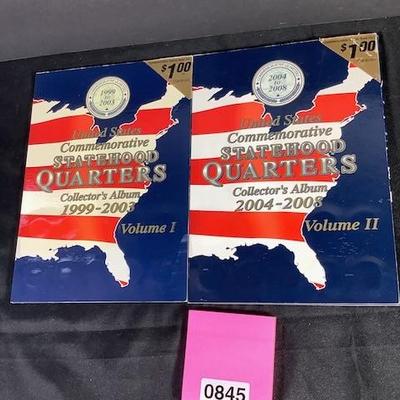 $1.00
1999
TO
2003
United States
Commemorative
STATEHOOD
QUARTERS
Collector's Album
1999-2003
Volume I
$1.00
2004
TO
2008
United States
Commemorative
STATEHOOD
QUARTERS
Collector's Album
2004-2008
Volume II
0845